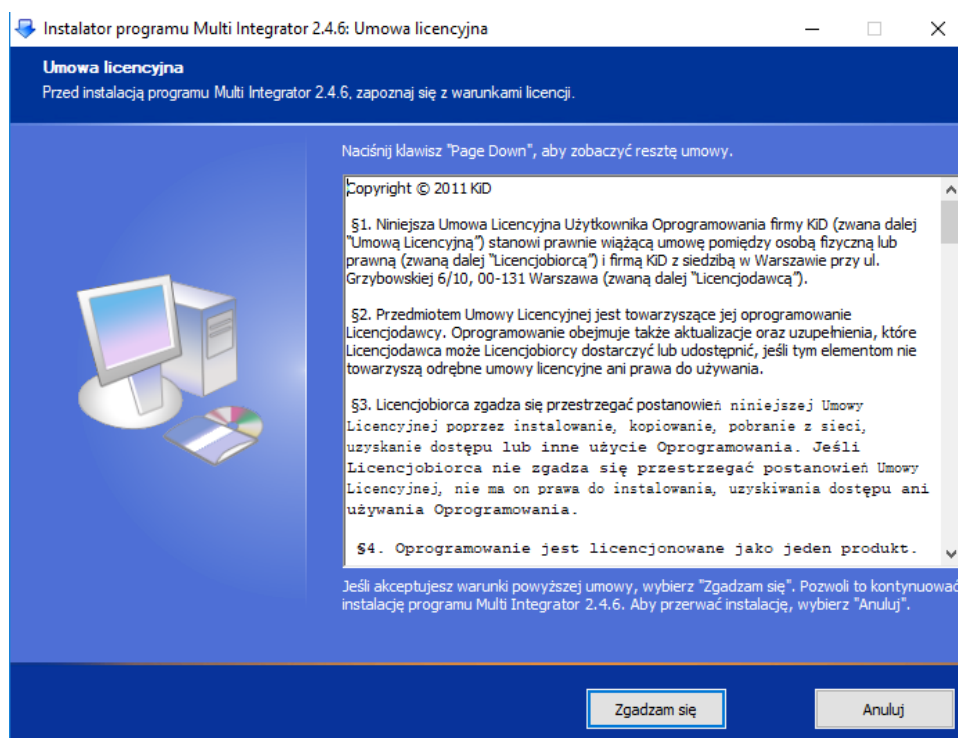 Instalator programu Multi Integrator 2.4.6: Umowa licencyjna
Umowa licencyjna
Przed instalacją programu Multi Integrator 2.4.6, zapoznaj się z warunkami licencji.
Naciśnij klawisz "Page Down", aby zobaczyć resztę umowy.
Copyright © 2011 KiD
§1. Niniejsza Umowa Licencyjna Użytkownika Oprogramowania firmy KiD (zwana dalej
"Umową Licencyjną") stanowi prawnie wiążącą umowę pomiędzy osobą fizyczną lub
prawną (zwaną dalej "Licencjobiorcą") i firmą KiD z siedzibą w Warszawie przy ul.
Grzybowskiej 6/10, 00-131 Warszawa (zwaną dalej "Licencjodawcą").
§2. Przedmiotem Umowy Licencyjnej jest towarzyszące jej oprogramowanie
Licencjodawcy. Oprogramowanie obejmuje także aktualizacje oraz uzupełnienia, które
Licencjodawca może Licencjobiorcy dostarczyć lub udostępnić, jeśli tym elementom nie
towarzyszą odrębne umowy licencyjne ani prawa do używania.
§3. Licencjobiorca zgadza się przestrzegać postanowień niniejszej Umowy
Licencyjnej poprzez instalowanie, kopiowanie, pobranie z sieci,
uzyskanie dostępu lub inne użycie Oprogramowania. Jeśli
Licencjobiorca nie zgadza się przestrzegać postanowień Umowy
Licencyjnej, nie ma on prawa do instalowania, uzyskiwania dostępu ani
używania Oprogramowania.
§4. Oprogramowanie jest licencjonowane jako jeden produkt.
Jeśli akceptujesz warunki powyższej umowy, wybierz "Zgadzam się". Pozwoli to kontynuować
instalację programu Multi Integrator 2.4.6. Aby przerwać instalację, wybierz "Anuluj".
Zgadzam się
Anuluj